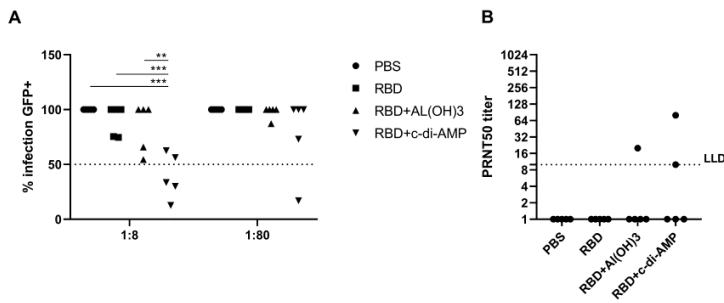 A
**
***
***
150
100
50
0
% infection GFP+
1:8
1:80
PBS
RBD
RBD+AL(OH)3
RBD+c-di-AMP
B
1024
512
256
128
64
32
16
8
4
2
1
PRNT50 titer
LLD
PBS
RBD
RBD+Al(OH)3
RBD+c-di-AMP